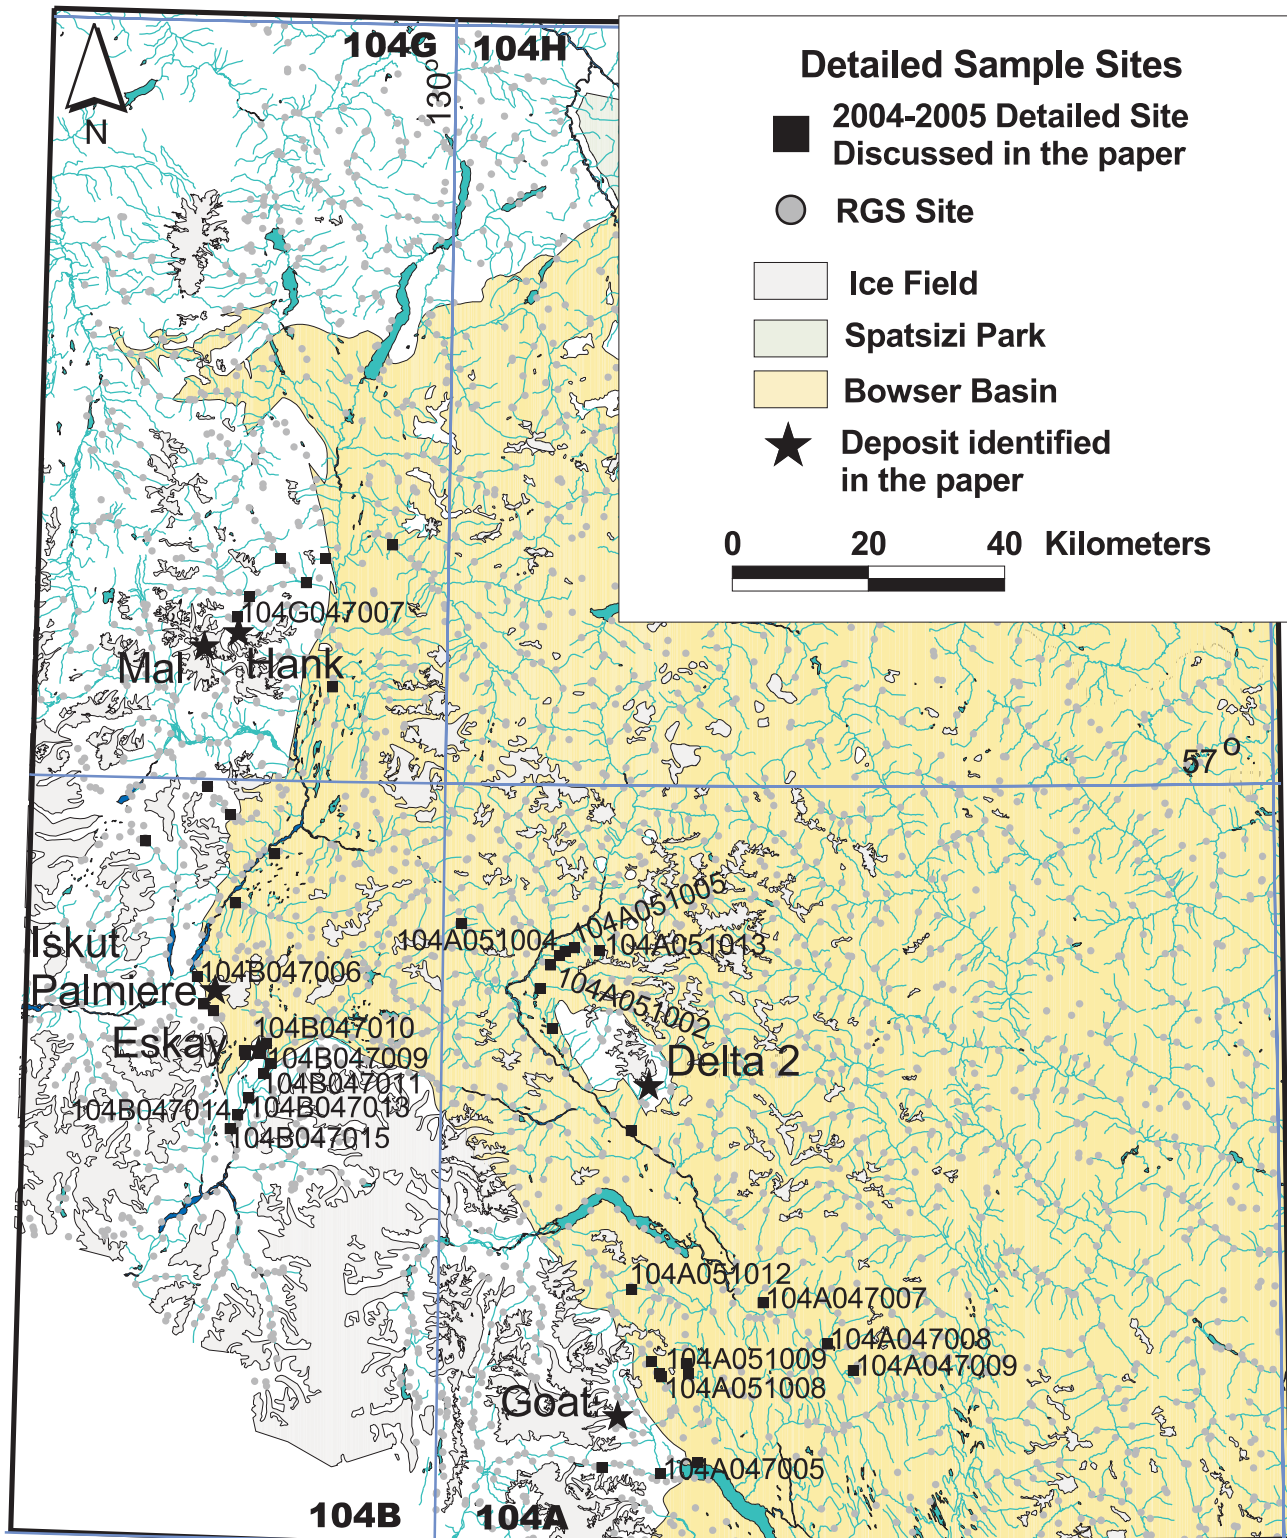 104G
104H
130°
N
Detailed Sample Sites
2004-2005 Detailed Site
Discussed in the paper
RGS Site
Ice Field
Spatsizi Park
Bowser Basin
Deposit identified
in the paper
0 20 40 Kilometers
104G047007
Mal
Hank
57°
104A051005
104A051004
104A051013
Iskut
104B047006
Palmiere
104A051002
104B047010
Eskay
104B047009
Delta 2
104B047011
104B047014
104B047013
104B047015
104A051012
104A047007
104A047008
104A051009
104A047009
104A051008
Goat
104A047005
104B
104A